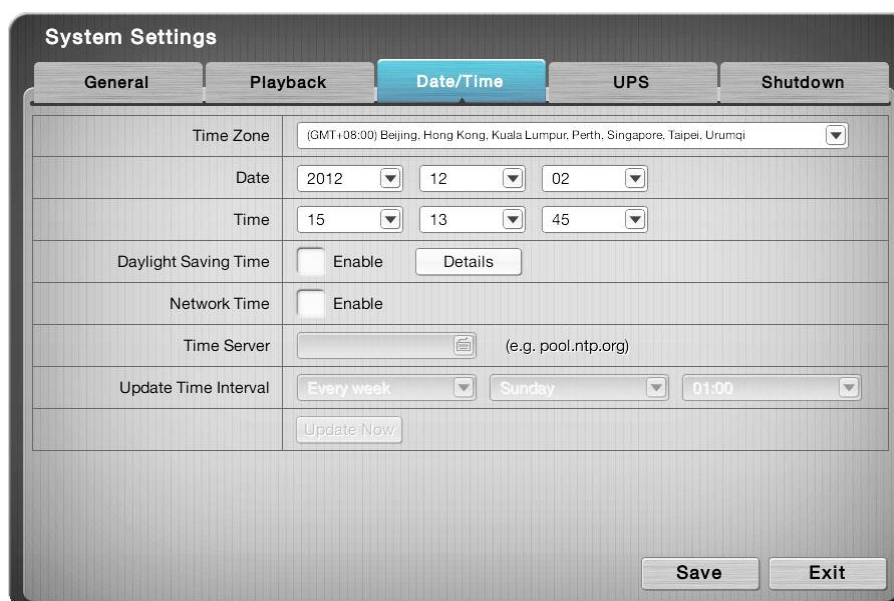 System Settings
General Playback Date/Time UPS Shutdown
Time Zone (GMT+08:00) Beijing, Hong Kong, Kuala Lumpur, Perth, Singapore, Taipei, Urumqi
Date 2012 12 02
Time 15 13 45
Daylight Saving Time Enable Details
Network Time Enable
Time Server (e.g. pool.ntp.org)
Update Time Interval Every week Sunday 01:00
Update Now
Save Exit